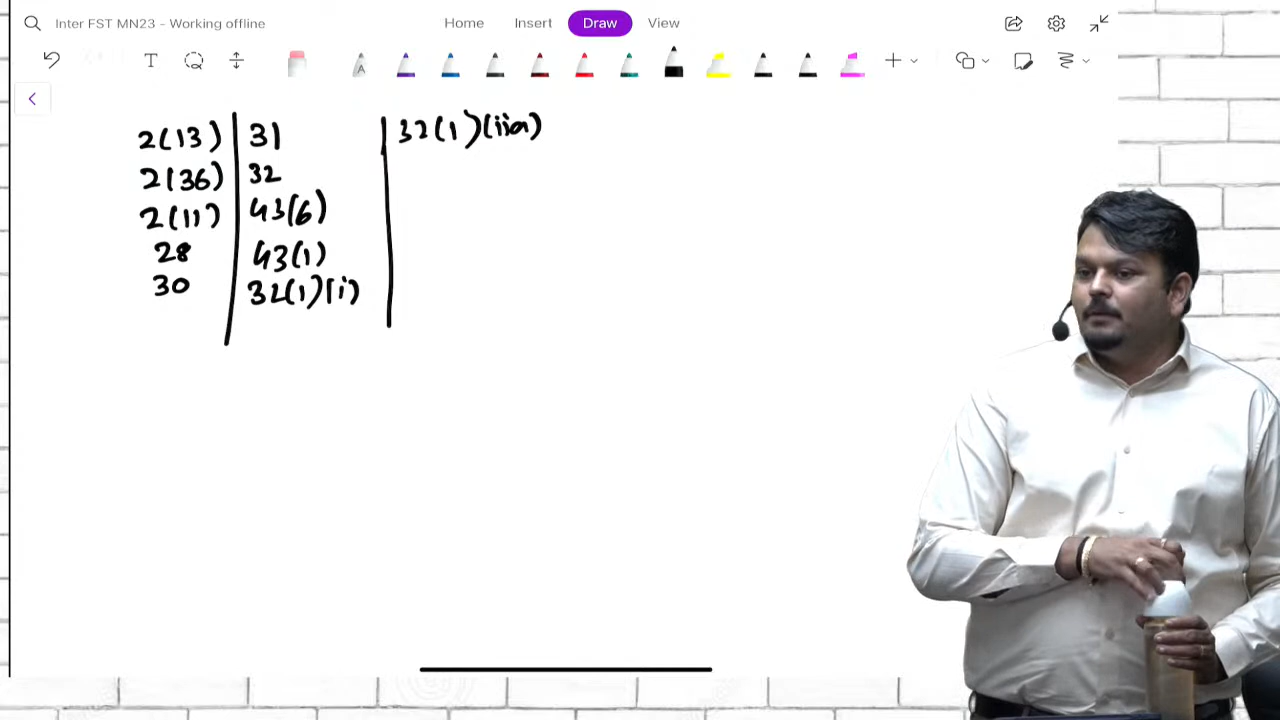 Inter FST MN23 - Working offline
Home Insert Draw View
T A
2(13) 31 32(1)(iia)
2(36) 32
2(11) 43(6)
28 43(1)
30 32(1)(i)